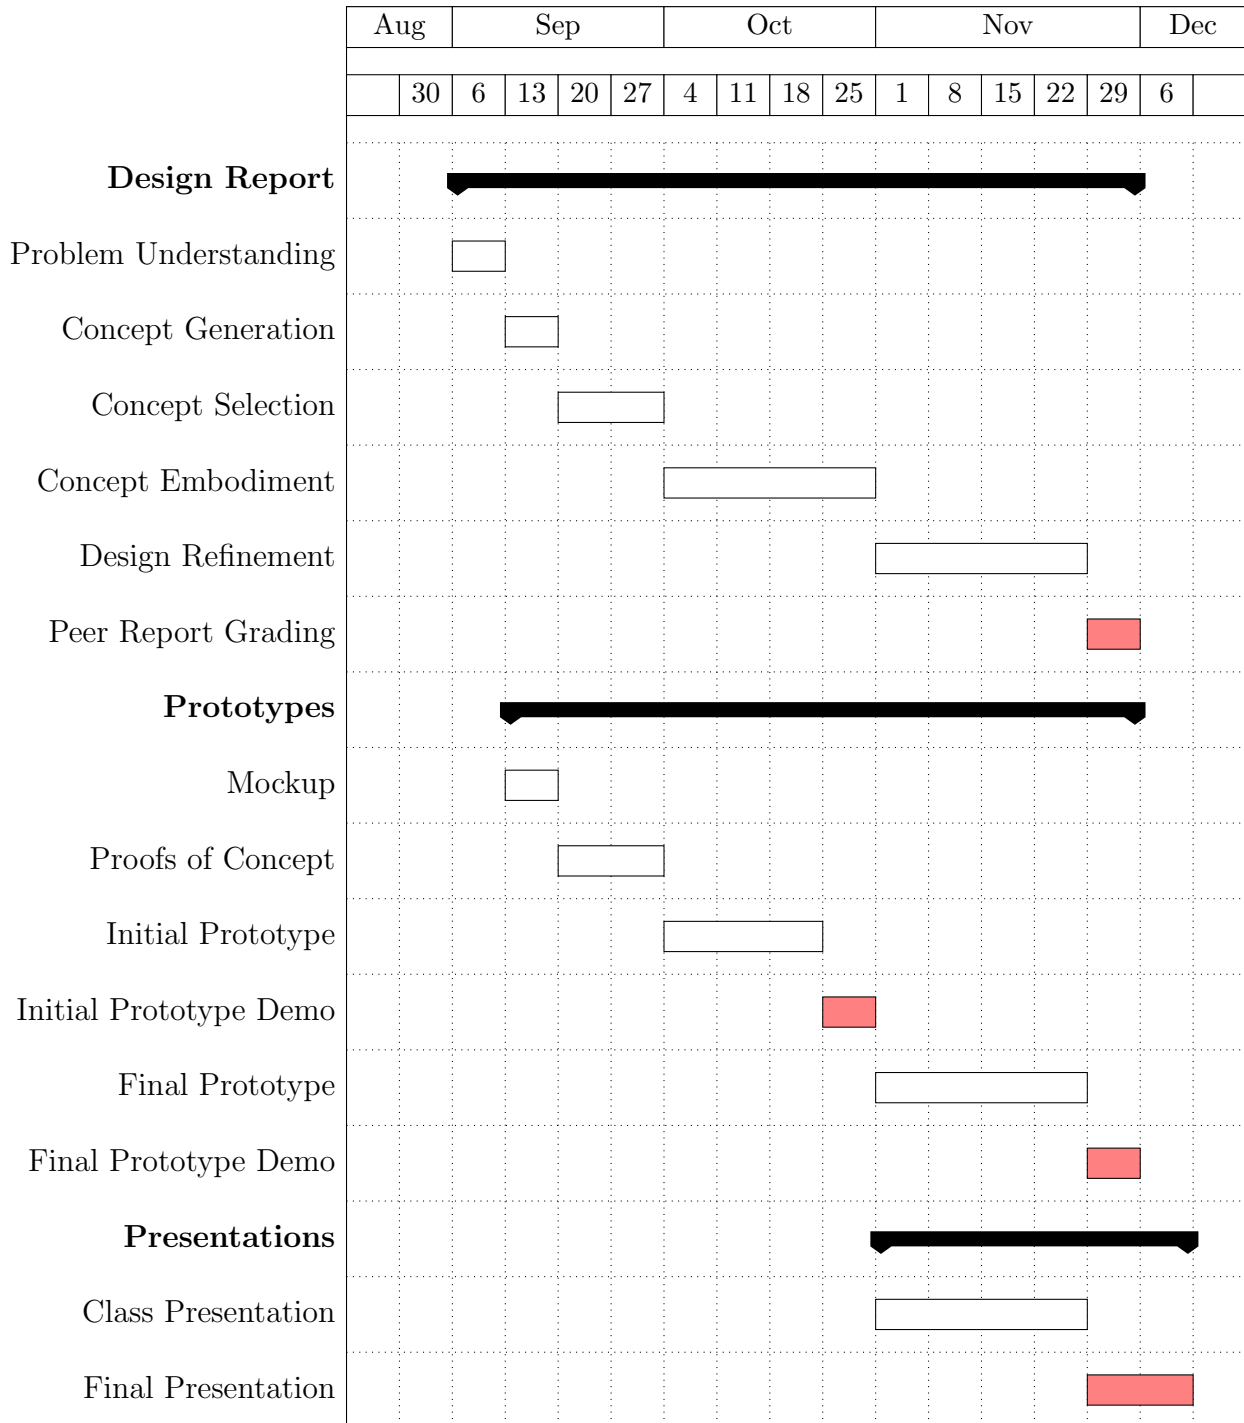 Aug Sep Oct Nov Dec
30 6 13 20 27 4 11 18 25 1 8 15 22 29 6
Design Report
Problem Understanding
Concept Generation
Concept Selection
Concept Embodiment
Design Refinement
Peer Report Grading
Prototypes
Mockup
Proofs of Concept
Initial Prototype
Initial Prototype Demo
Final Prototype
Final Prototype Demo
Presentations
Class Presentation
Final Presentation